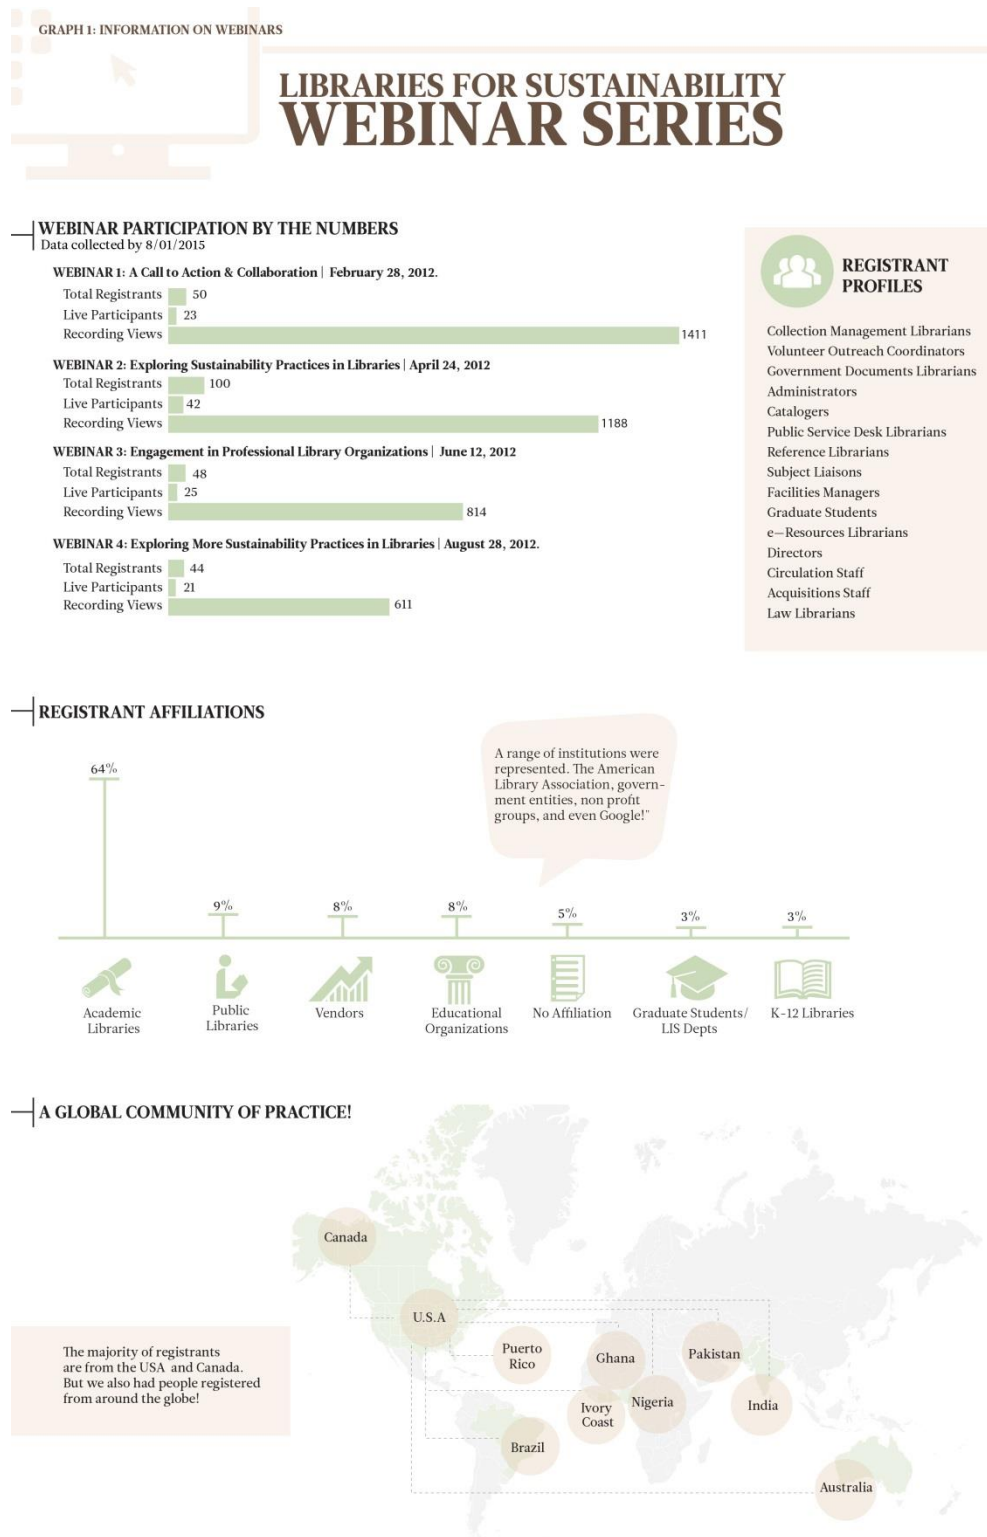 GRAPH 1: INFORMATION ON WEBINARS
LIBRARIES FOR SUSTAINABILITY
WEBINAR SERIES
WEBINAR PARTICIPATION BY THE NUMBERS
Data collected by 8/01/2015
WEBINAR 1: A Call to Action & Collaboration | February 28, 2012.
Total Registrants 50
Live Participants 23
Recording Views 1411
WEBINAR 2: Exploring Sustainability Practices in Libraries | April 24, 2012
Total Registrants 100
Live Participants 42
Recording Views 1188
WEBINAR 3: Engagement in Professional Library Organizations | June 12, 2012
Total Registrants 48
Live Participants 25
Recording Views 814
WEBINAR 4: Exploring More Sustainability Practices in Libraries | August 28, 2012.
Total Registrants 44
Live Participants 21
Recording Views 611
REGISTRANT
PROFILES
Collection Management Librarians
Volunteer Outreach Coordinators
Government Documents Librarians
Administrators
Catalogers
Public Service Desk Librarians
Reference Librarians
Subject Liaisons
Facilities Managers
Graduate Students
e–Resources Librarians
Directors
Circulation Staff
Acquisitions Staff
Law Librarians
REGISTRANT AFFILIATIONS
A range of institutions were
represented. The American
Library Association, govern-
ment entities, non profit
groups, and even Google!"
64%
9%
8%
8%
5%
3%
3%
Academic
Libraries
Public
Libraries
Vendors
Educational
Organizations
No Affiliation
Graduate Students/
LIS Depts
K-12 Libraries
A GLOBAL COMMUNITY OF PRACTICE!
The majority of registrants
are from the USA and Canada.
But we also had people registered
from around the globe!
Canada
U.S.A
Puerto
Rico
Ghana
Pakistan
Ivory
Coast
Nigeria
India
Brazil
Australia